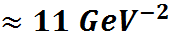 ≈ 11 GeV⁻²